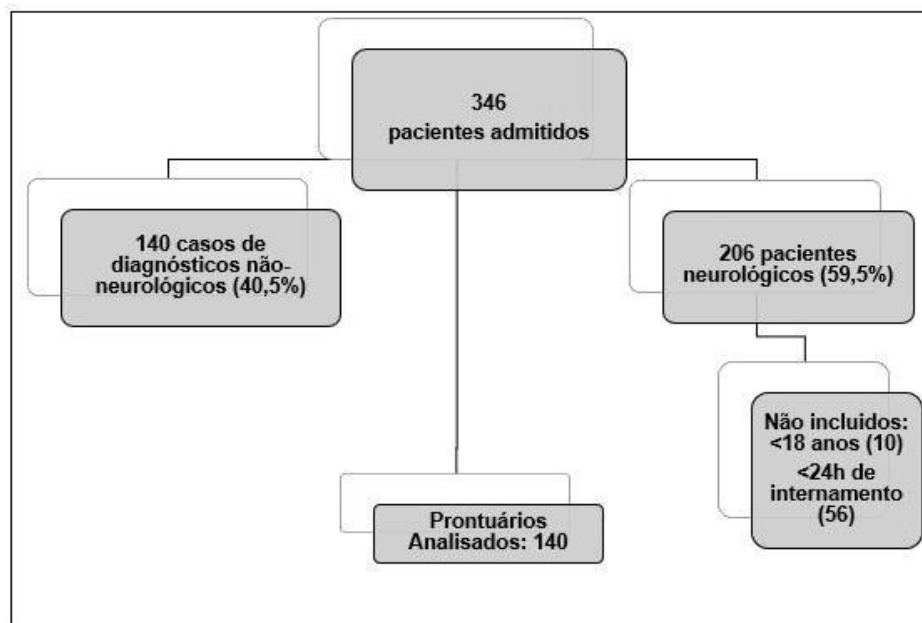 346
pacientes admitidos
140 casos de
diagnósticos não-
neurológicos (40,5%)
206 pacientes
neurológicos (59,5%)
Não incluidos:
<18 anos (10)
<24h de
internamento
(56)
Prontuários
Analisados: 140